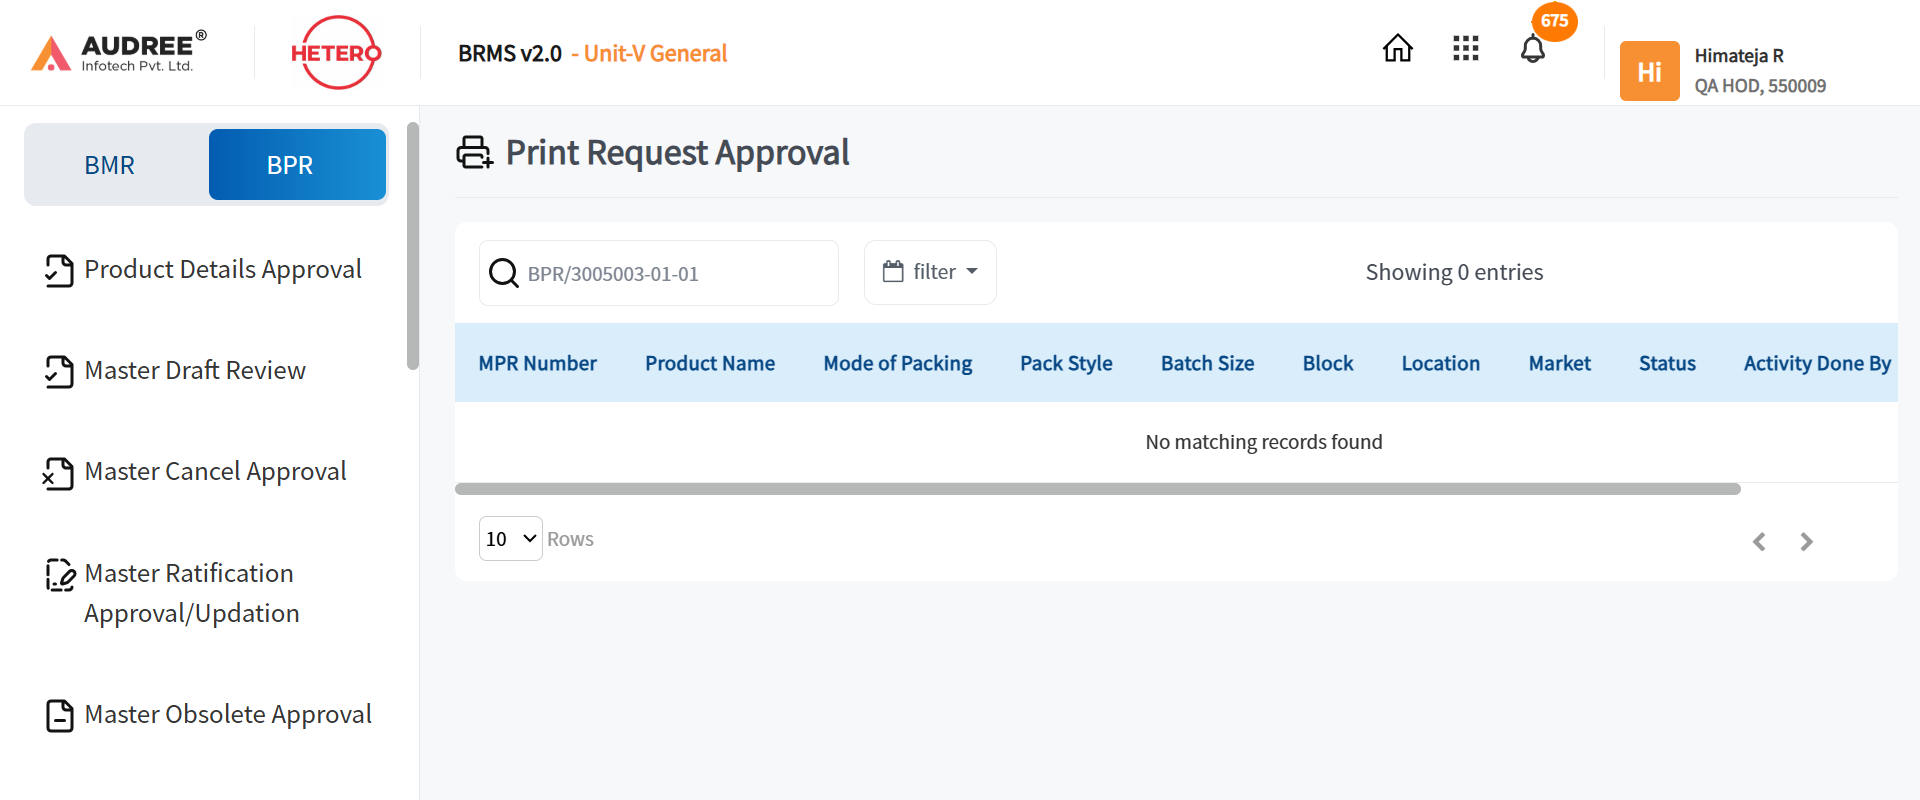 AUDREE®
Infotech Pvt. Ltd.
HETERO
BRMS v2.0 - Unit-V General
675
Hi
Himateja R
QA HOD, 550009
BMR
BPR
Product Details Approval
Master Draft Review
Master Cancel Approval
Master Ratification
Approval/Updation
Master Obsolete Approval
Print Request Approval
BPR/3005003-01-01
filter
Showing 0 entries
MPR Number Product Name Mode of Packing Pack Style Batch Size Block Location Market Status Activity Done By
No matching records found
10 Rows